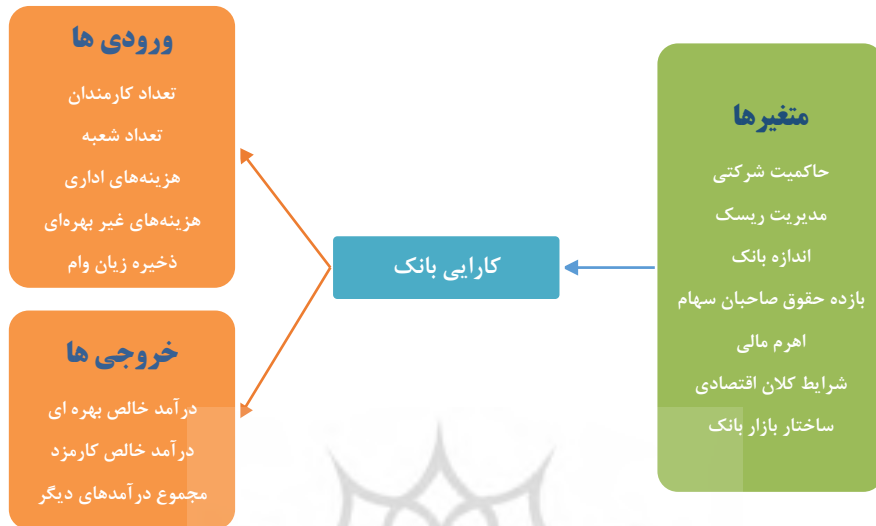 متغیرها
حاکمیت شرکتی
مدیریت ریسک
اندازه بانک
بازده حقوق صاحبان سهام
اهرم مالی
شرایط کلان اقتصادی
ساختار بازار بانک
کارایی بانک
ورودی ها
تعداد کارمندان
تعداد شعبه
هزینه‌های اداری
هزینه‌های غیر بهره‌ای
ذخیره زیان وام
خروجی ها
درآمد خالص بهره ای
درآمد خالص کارمزد
مجموع درآمدهای دیگر